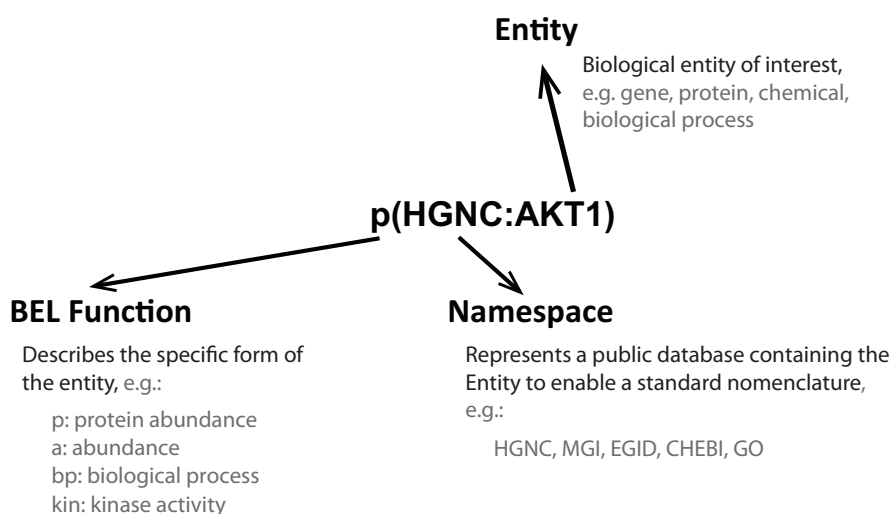 Entity
Biological entity of interest,
e.g. gene, protein, chemical,
biological process
p(HGNC:AKT1)
BEL Function
Describes the specific form of
the entity, e.g.:
p: protein abundance
a: abundance
bp: biological process
kin: kinase activity
Namespace
Represents a public database containing the
Entity to enable a standard nomenclature,
e.g.:
HGNC, MGI, EGID, CHEBI, GO